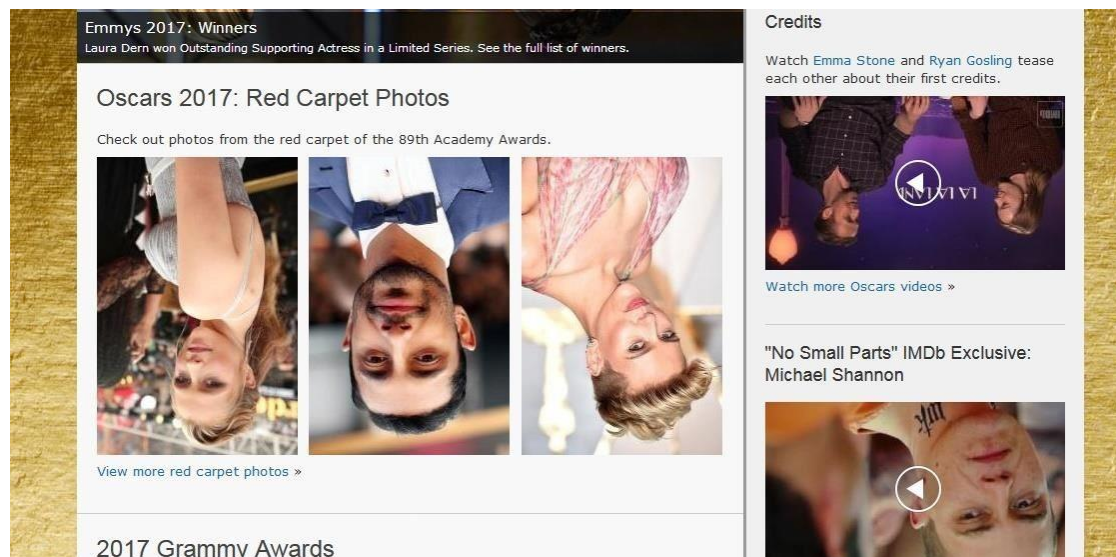 Emmys 2017: Winners
Laura Dern won Outstanding Supporting Actress in a Limited Series. See the full list of winners.
Oscars 2017: Red Carpet Photos
Check out photos from the red carpet of the 89th Academy Awards.
View more red carpet photos »
2017 Grammy Awards
Credits
Watch Emma Stone and Ryan Gosling tease
each other about their first credits.
LA LA LAND
Watch more Oscars videos »
"No Small Parts" IMDb Exclusive:
Michael Shannon